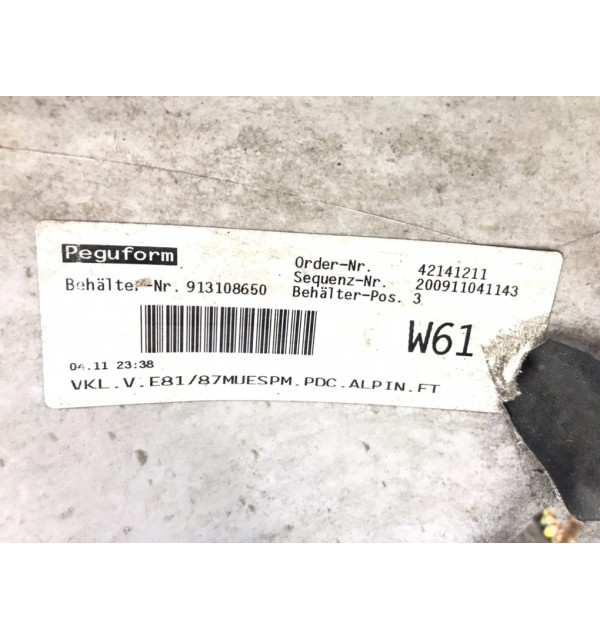 Peguform
Order-Nr. 42141211
Sequenz-Nr. 200911041143
Behälter-Nr. 913108650
Behälter-Pos. 3
W61
04.11 23:38
VKL.V.E81/87MUESPM.PDC.ALPIN.FT